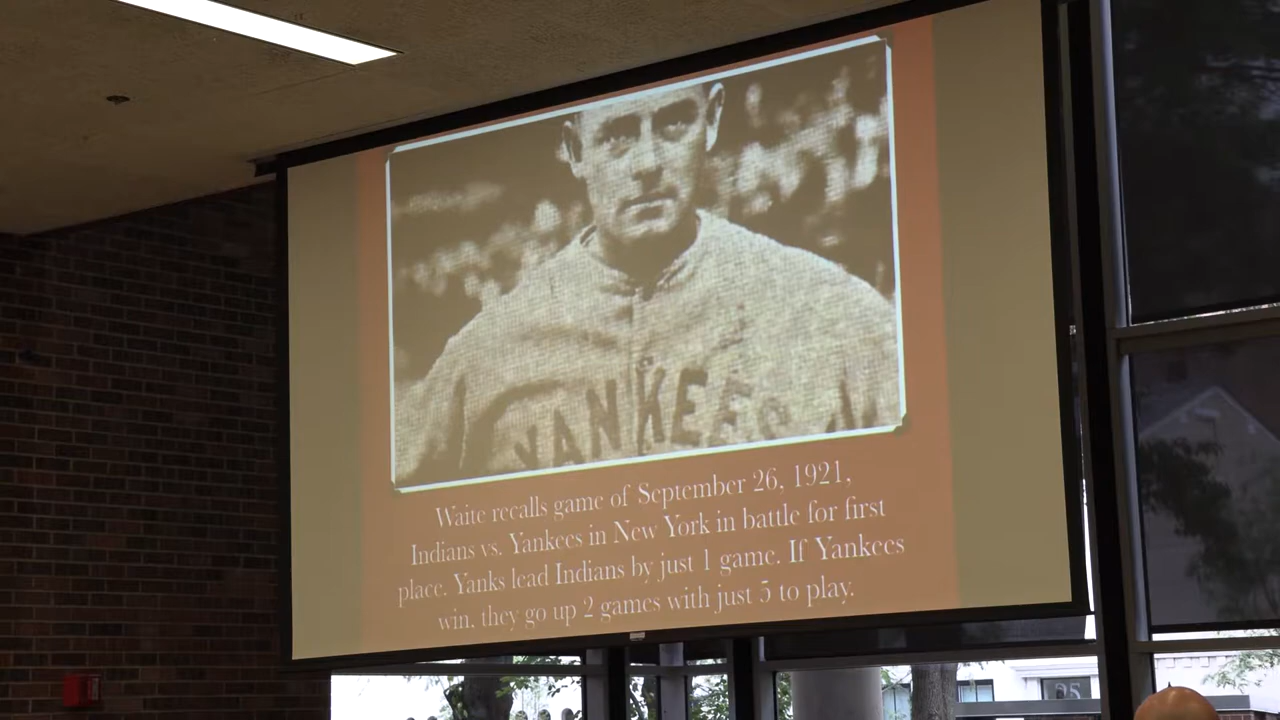 YANKEES
Waite recalls game of September 26, 1921,
Indians vs. Yankees in New York in battle for first
place. Yanks lead Indians by just 1 game. If Yankees
win, they go up 2 games with just 5 to play.
25